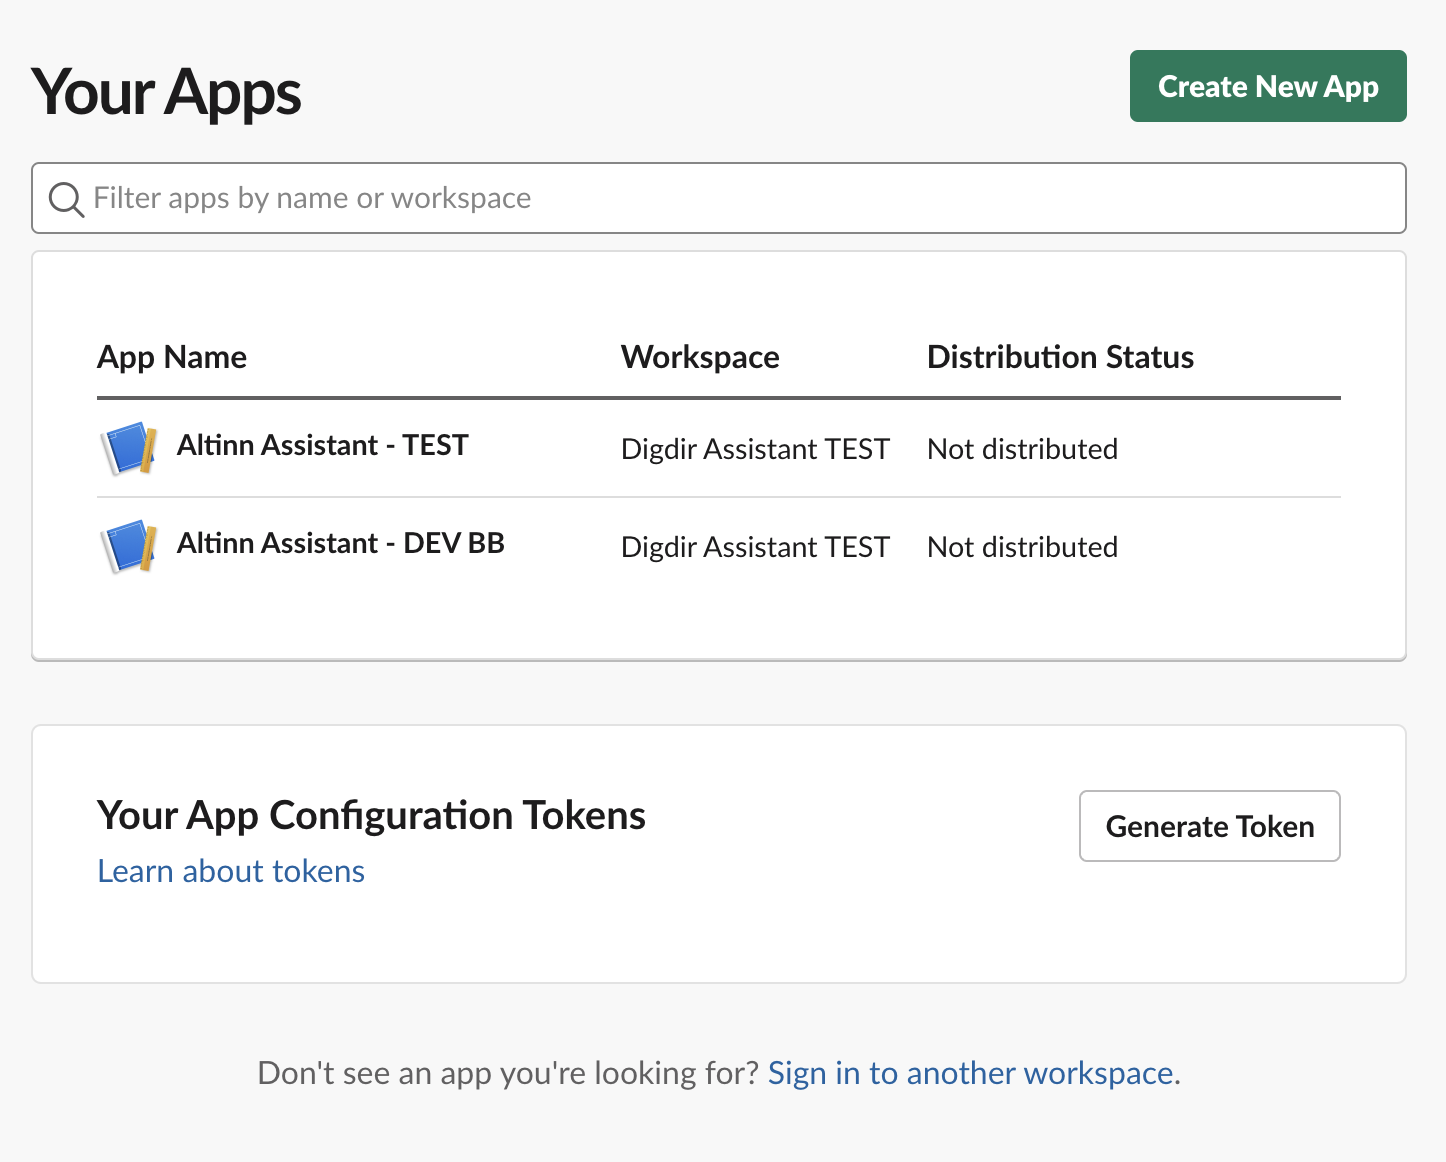 Your Apps
Create New App
Filter apps by name or workspace
App Name Workspace Distribution Status
Altinn Assistant - TEST Digdir Assistant TEST Not distributed
Altinn Assistant - DEV BB Digdir Assistant TEST Not distributed
Your App Configuration Tokens
Generate Token
Learn about tokens
Don't see an app you're looking for? Sign in to another workspace.